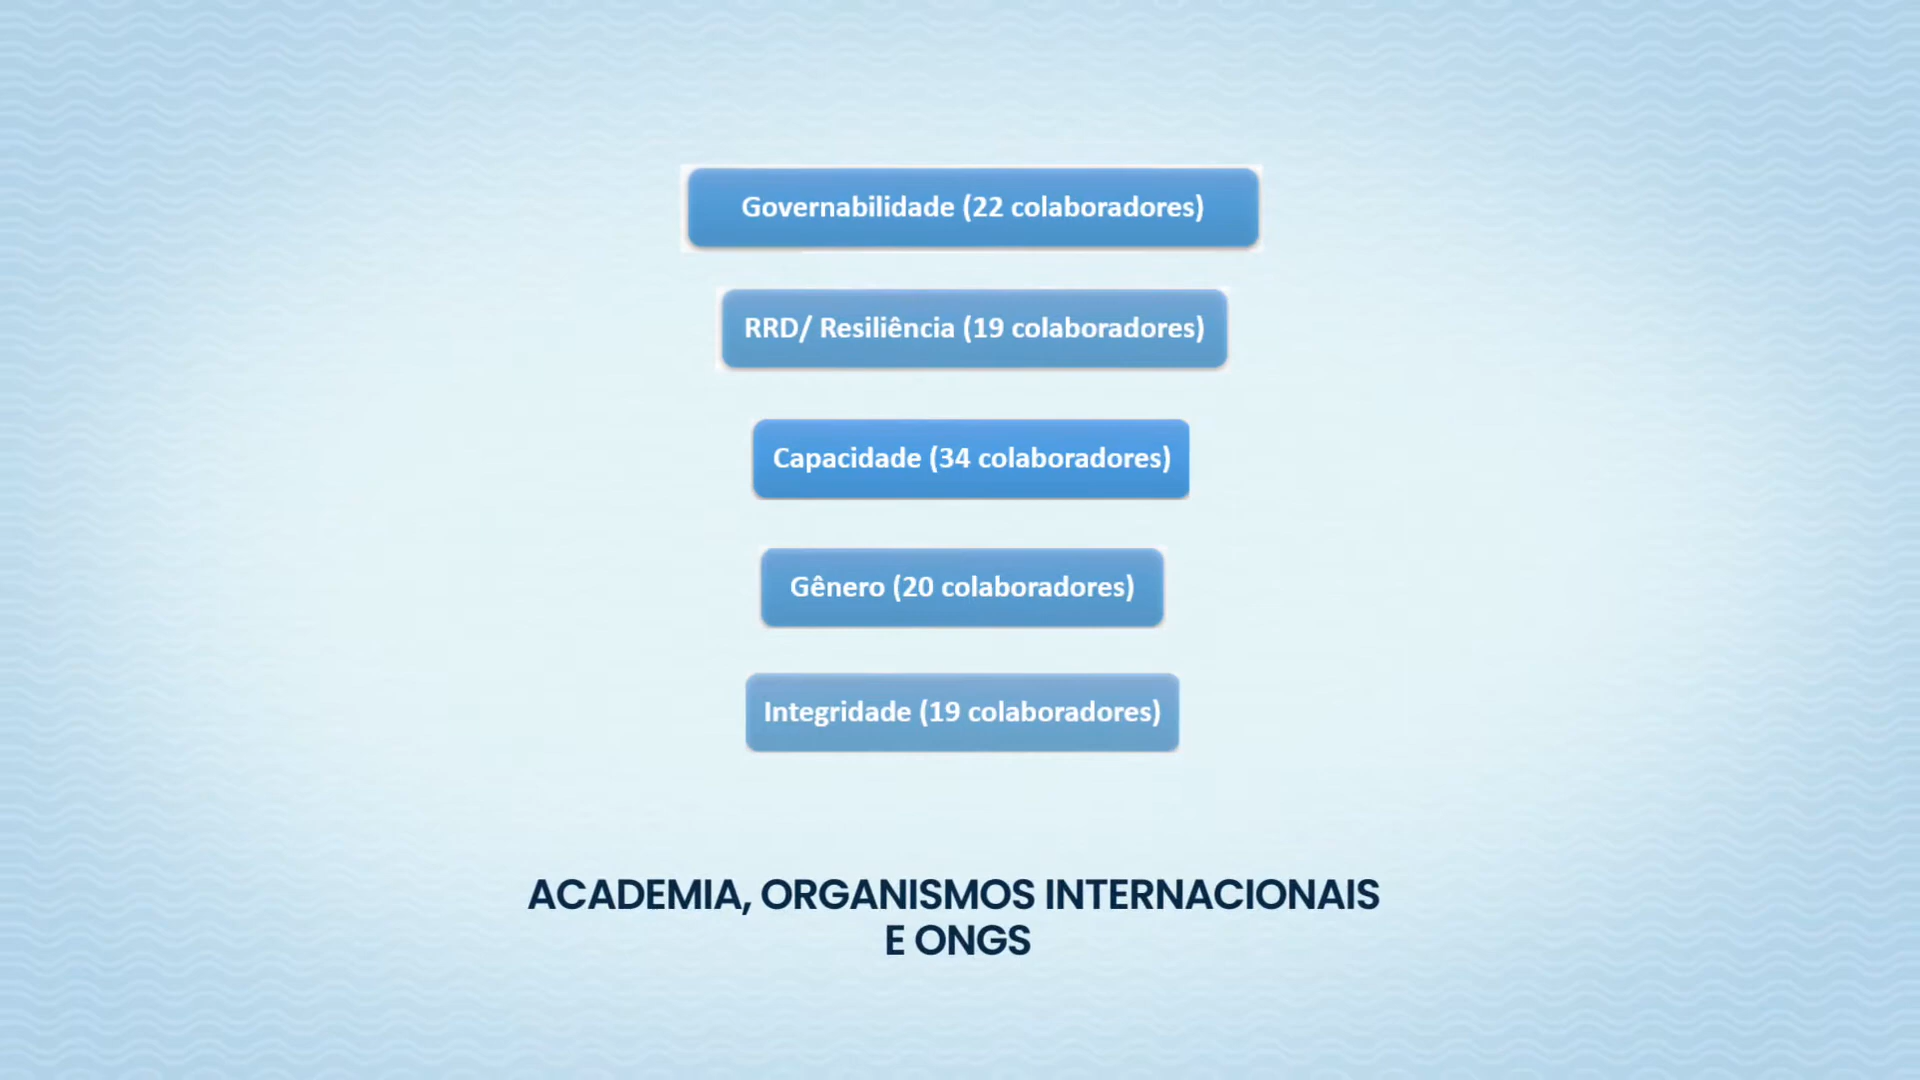 Governabilidade (22 colaboradores)
RRD/ Resiliência (19 colaboradores)
Capacidade (34 colaboradores)
Gênero (20 colaboradores)
Integridade (19 colaboradores)
ACADEMIA, ORGANISMOS INTERNACIONAIS
E ONGS